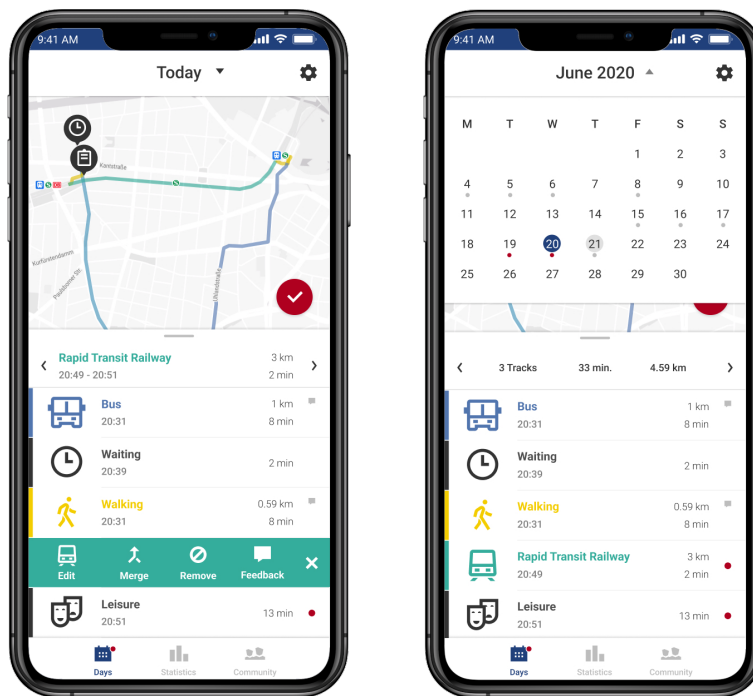 9:41 AM
Today
Kantstraße
Kurfürstendamm
Uhlandstraße
Rapid Transit Railway
3 km
20:49 - 20:51
2 min
Bus
1 km
20:31
8 min
Waiting
20:39
2 min
Walking
0.59 km
20:31
8 min
Edit
Merge
Remove
Feedback
Leisure
20:51
13 min
Days
Statistics
Community
9:41 AM
June 2020
M T W T F S S
1 2 3
4 5 6 7 8 9 10
11 12 13 14 15 16 17
18 19 20 21 22 23 24
25 26 27 28 29 30
3 Tracks 33 min. 4.59 km
Bus
1 km
20:31
8 min
Waiting
20:39
2 min
Walking
0.59 km
20:31
8 min
Rapid Transit Railway
3 km
20:49
2 min
Leisure
20:51
13 min
Days
Statistics
Community